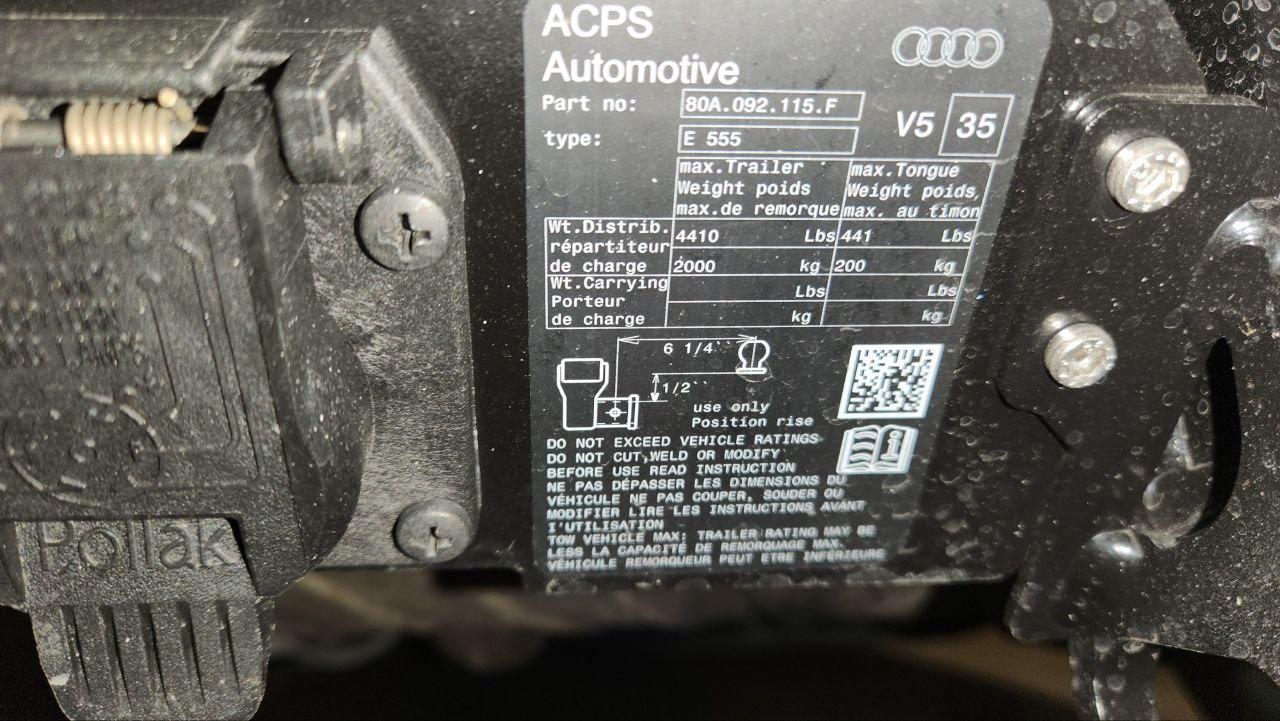 ACPS
Automotive
Part no: 80A.092.115.F
type: E 555
V5 35
max.Trailer
Weight poids
max.de remorque
max.Tongue
Weight poids,
max. au timon
Wt.Distrib.
répartiteur
de charge
4410 Lbs 441 Lbs
2000 kg 200 kg
Wt.Carrying
Porteur
de charge
Lbs Lbs
kg kg
6 1/4``
1/2``
use only
Position rise
DO NOT EXCEED VEHICLE RATINGS
DO NOT CUT,WELD OR MODIFY
BEFORE USE READ INSTRUCTION
NE PAS DÉPASSER LES DIMENSIONS DU
VÉHICULE NE PAS COUPER, SOUDER OU
MODIFIER LIRE LES INSTRUCTIONS AVANT
I'UTILISATION
TOW VEHICLE MAX: TRAILER RATING MAY BE
LESS LA CAPACITÉ DE REMORQUAGE MAX.
VÉHICULE REMORQUEUR PEUT ETRE INFÉRIEURE
Pollak